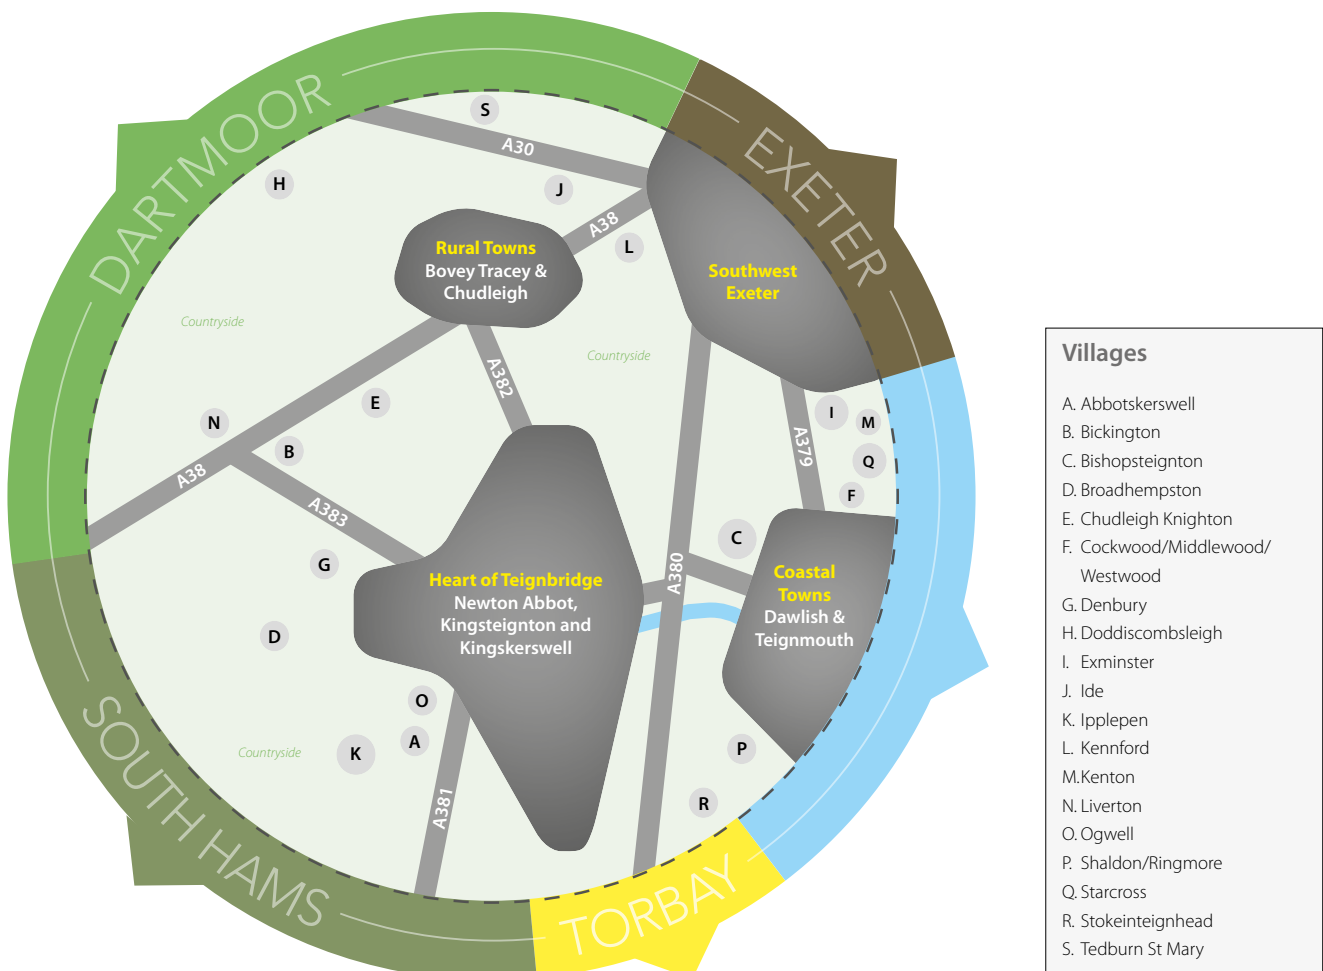 DARTMOOR
EXETER
SOUTH HAMS
TORBAY
S
A30
H
J
A38
L
Rural Towns
Bovey Tracey &
Chudleigh
Southwest
Exeter
Countryside
Countryside
A382
E
N
B
A38
A383
I
M
A379
Q
F
C
G
A380
Heart of Teignbridge
Newton Abbot,
Kingsteignton and
Kingskerswell
Coastal
Towns
Dawlish &
Teignmouth
D
O
A
K
Countryside
P
R
A381
Villages
A. Abbotskerswell
B. Bickington
C. Bishopsteignton
D. Broadhempston
E. Chudleigh Knighton
F. Cockwood/Middlewood/
Westwood
G. Denbury
H. Doddiscombsleigh
I. Exminster
J. Ide
K. Ipplepen
L. Kennford
M. Kenton
N. Liverton
O. Ogwell
P. Shaldon/Ringmore
Q. Starcross
R. Stokeinteignhead
S. Tedburn St Mary